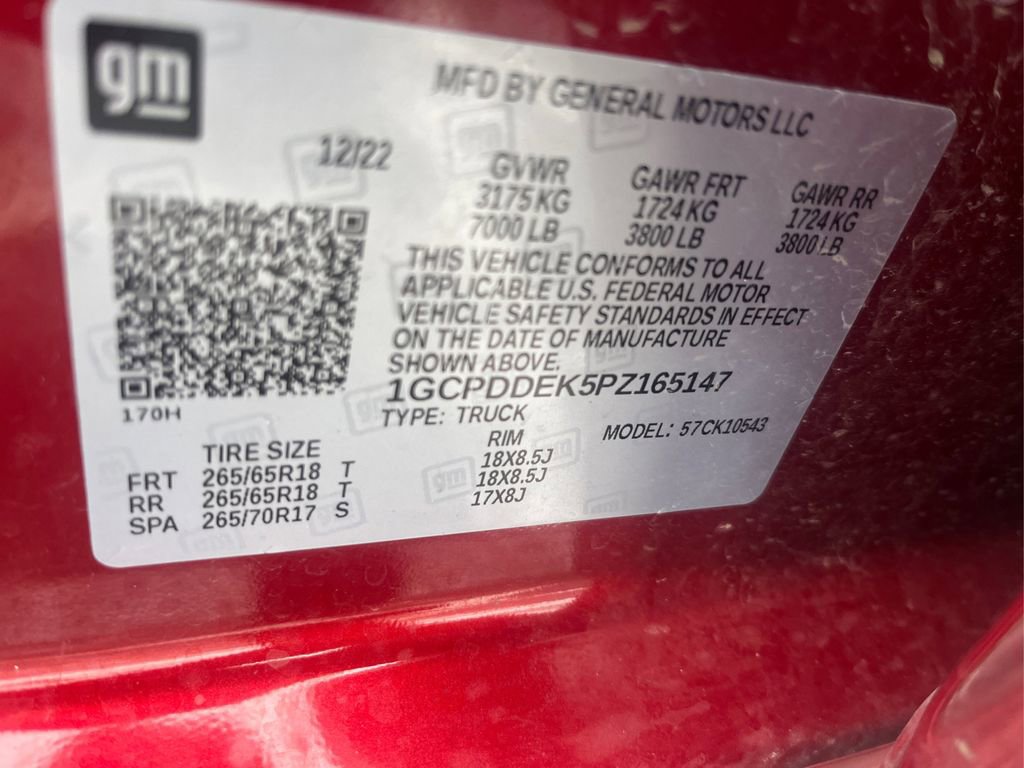 gm
MFD BY GENERAL MOTORS LLC
12/22
GVWR GAWR FRT GAWR RR
3175 KG 1724 KG 1724 KG
7000 LB 3800 LB 3800 LB
THIS VEHICLE CONFORMS TO ALL
APPLICABLE U.S. FEDERAL MOTOR
VEHICLE SAFETY STANDARDS IN EFFECT
ON THE DATE OF MANUFACTURE
SHOWN ABOVE.
1GCPDDEK5PZ165147
170H
TYPE: TRUCK
MODEL: 57CK10543
TIRE SIZE RIM
FRT 265/65R18 T 18X8.5J
RR 265/65R18 T 18X8.5J
SPA 265/70R17 S 17X8J